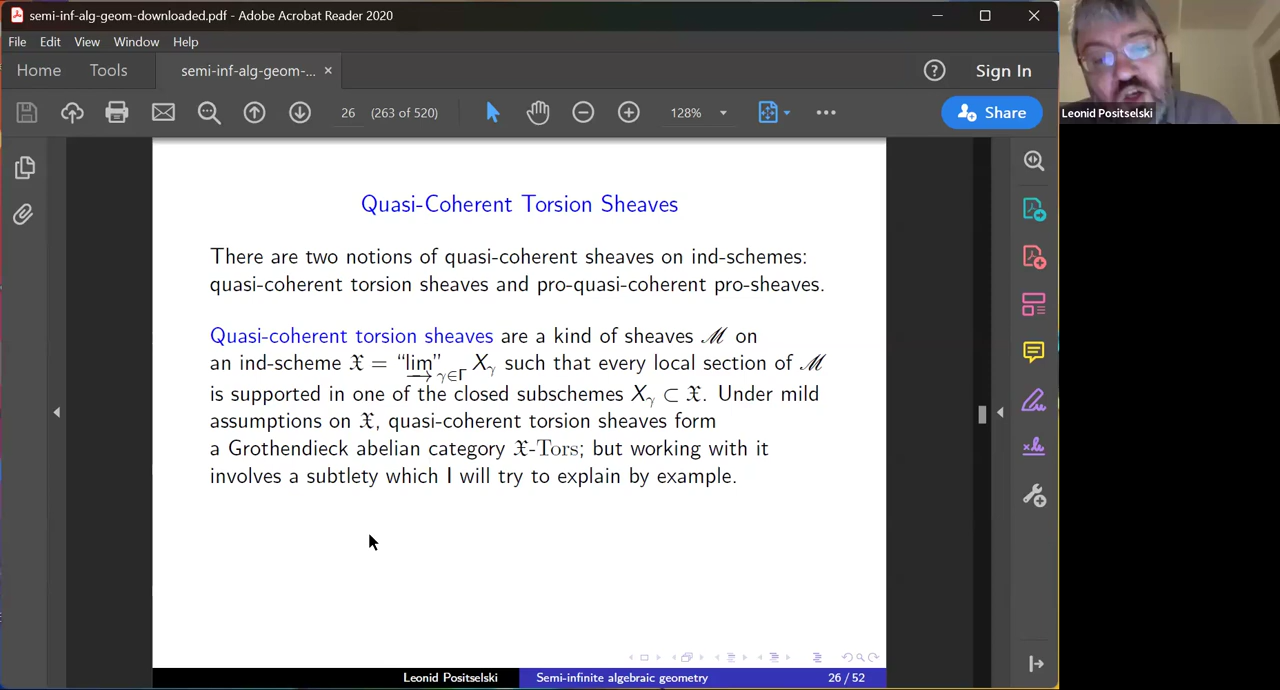 semi-inf-alg-geom-downloaded.pdf - Adobe Acrobat Reader 2020
File Edit View Window Help
Home Tools semi-inf-alg-geom-... × Sign In
26 (263 of 520) 128% Share
Leonid Positselski
Quasi-Coherent Torsion Sheaves
There are two notions of quasi-coherent sheaves on ind-schemes:
quasi-coherent torsion sheaves and pro-quasi-coherent pro-sheaves.
Quasi-coherent torsion sheaves are a kind of sheaves ℳ on
an ind-scheme 𝔛 = “lim→”γ∈Γ Xγ such that every local section of ℳ
is supported in one of the closed subschemes Xγ ⊂ 𝔛. Under mild
assumptions on 𝔛, quasi-coherent torsion sheaves form
a Grothendieck abelian category 𝔛-Tors; but working with it
involves a subtlety which I will try to explain by example.
Leonid Positselski Semi-infinite algebraic geometry 26 / 52